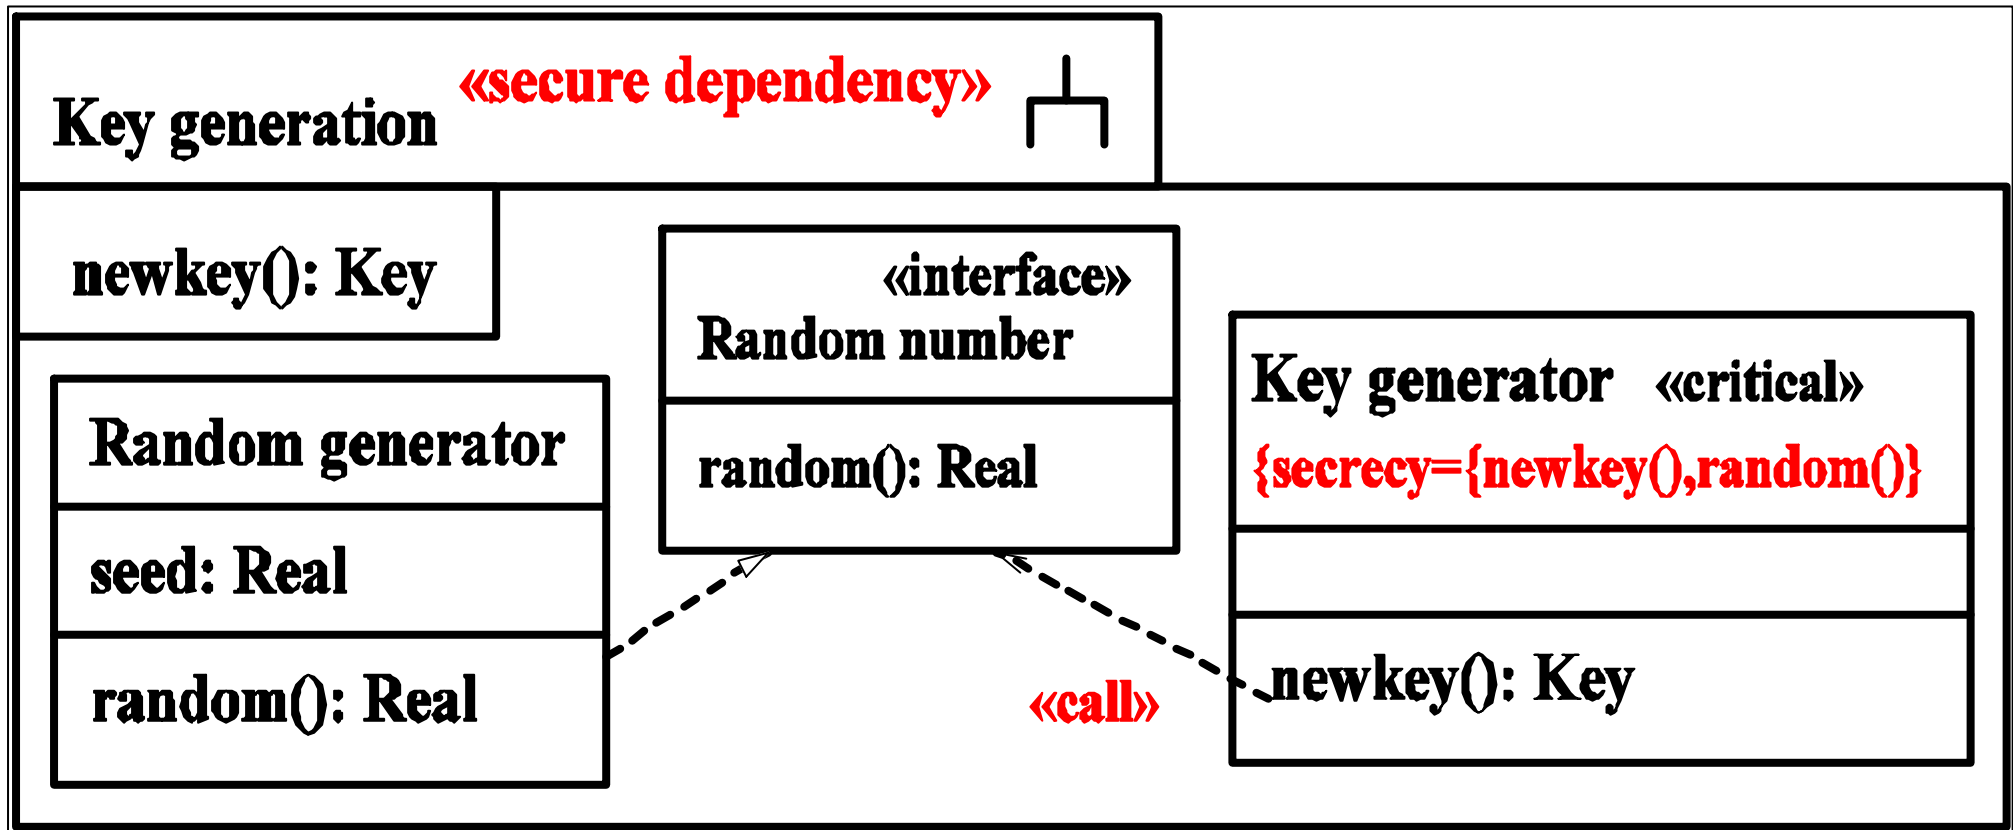 Key generation «secure dependency»
newkey(): Key
«interface»
Random number
random(): Real
Random generator
seed: Real
random(): Real
Key generator «critical»
{secrecy={newkey(),random()}
newkey(): Key
«call»